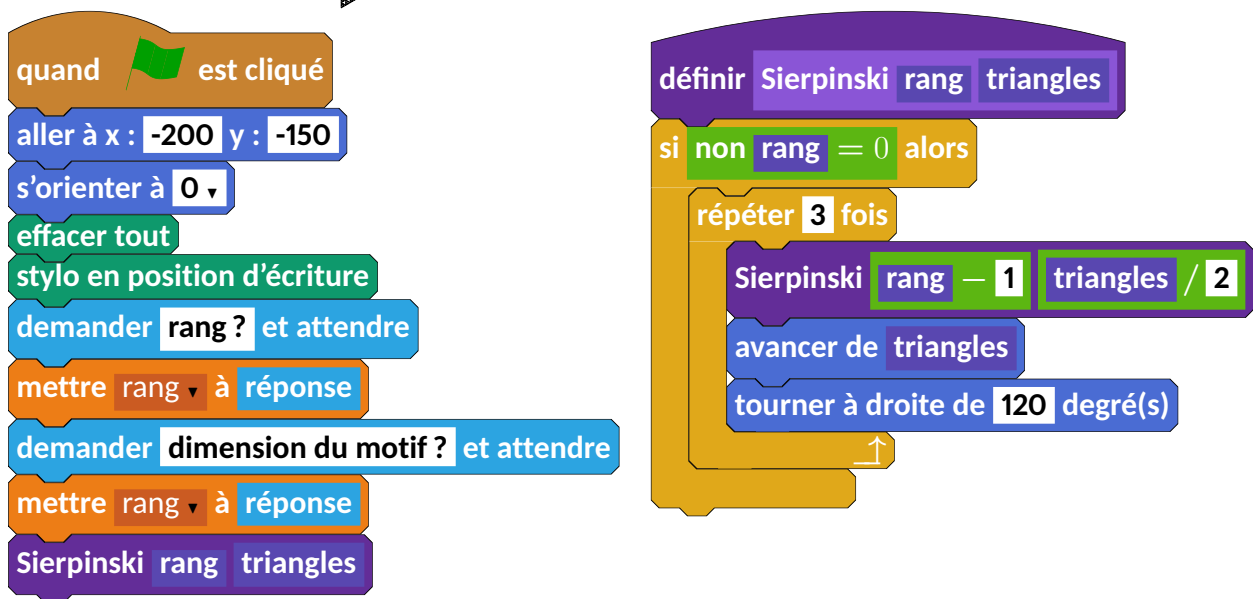 quand est cliqué
aller à x : -200 y : -150
s'orienter à 0
effacer tout
stylo en position d'écriture
demander rang ? et attendre
mettre rang à réponse
demander dimension du motif ? et attendre
mettre rang à réponse
Sierpinski rang triangles
définir Sierpinski rang triangles
si non rang = 0 alors
répéter 3 fois
Sierpinski rang − 1 triangles / 2
avancer de triangles
tourner à droite de 120 degré(s)